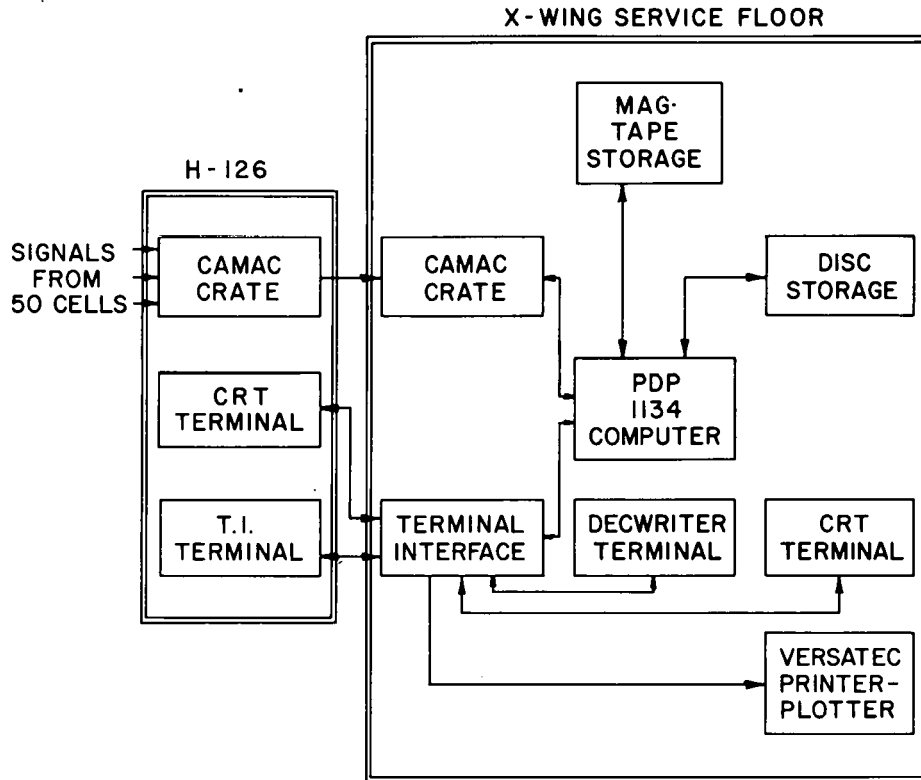 X-WING SERVICE FLOOR
MAG-
TAPE
STORAGE
H-126
SIGNALS
FROM
50 CELLS
CAMAC
CRATE
CAMAC
CRATE
DISC
STORAGE
CRT
TERMINAL
PDP
1134
COMPUTER
T.I.
TERMINAL
TERMINAL
INTERFACE
DECWRITER
TERMINAL
CRT
TERMINAL
VERSATEC
PRINTER-
PLOTTER